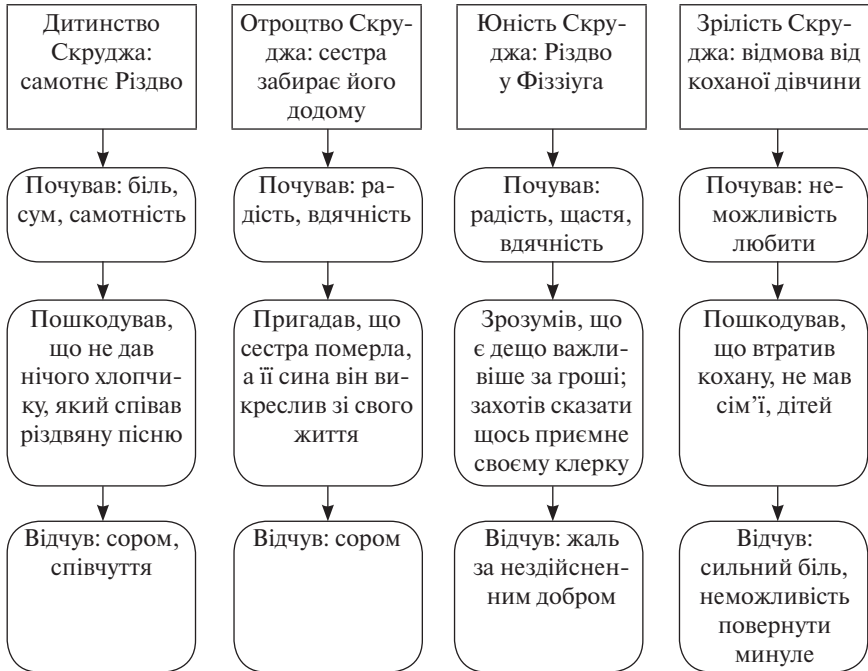 Дитинство
Скруджа:
самотнє Різдво
Отроцтво Скру-
джа: сестра
забирає його
додому
Юність Скру-
джа: Різдво
у Фіззіуга
Зрілість Скру-
джа: відмова від
коханої дівчини
Почував: біль,
сум, самотність
Почував: ра-
дість, вдячність
Почував:
радість, щастя,
вдячність
Почував: не-
можливість
любити
Пошкодував,
що не дав
нічого хлопчи-
ку, який співав
різдвяну пісню
Пригадав, що
сестра померла,
а її сина він ви-
креслив зі свого
життя
Зрозумів, що
є дещо важли-
віше за гроші;
захотів сказати
щось приємне
своєму клерку
Пошкодував,
що втратив
кохану, не мав
сім’ї, дітей
Відчув: сором,
співчуття
Відчув: сором
Відчув: жаль
за нездійснен-
ним добром
Відчув:
сильний біль,
неможливість
повернути
минуле